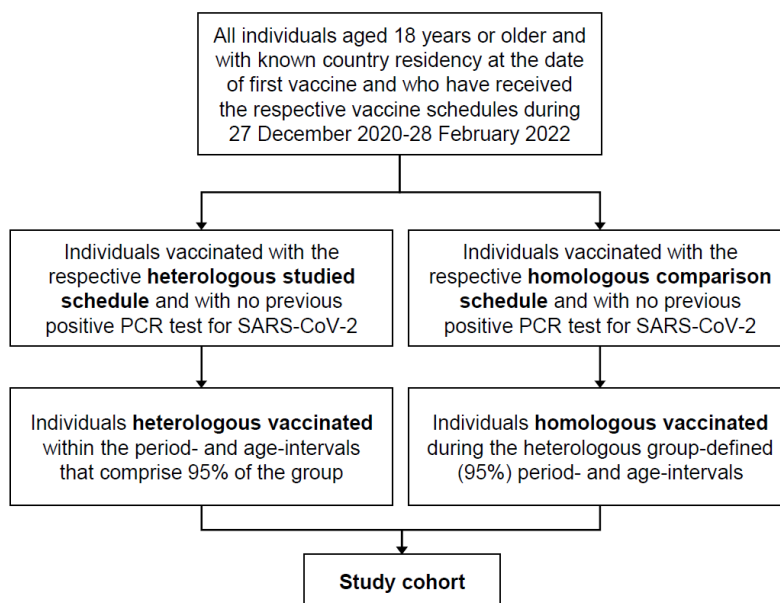 All individuals aged 18 years or older and
with known country residency at the date
of first vaccine and who have received
the respective vaccine schedules during
27 December 2020-28 February 2022
Individuals vaccinated with the
respective heterologous studied
schedule and with no previous
positive PCR test for SARS-CoV-2
Individuals vaccinated with the
respective homologous comparison
schedule and with no previous
positive PCR test for SARS-CoV-2
Individuals heterologous vaccinated
within the period- and age-intervals
that comprise 95% of the group
Individuals homologous vaccinated
during the heterologous group-defined
(95%) period- and age-intervals
Study cohort